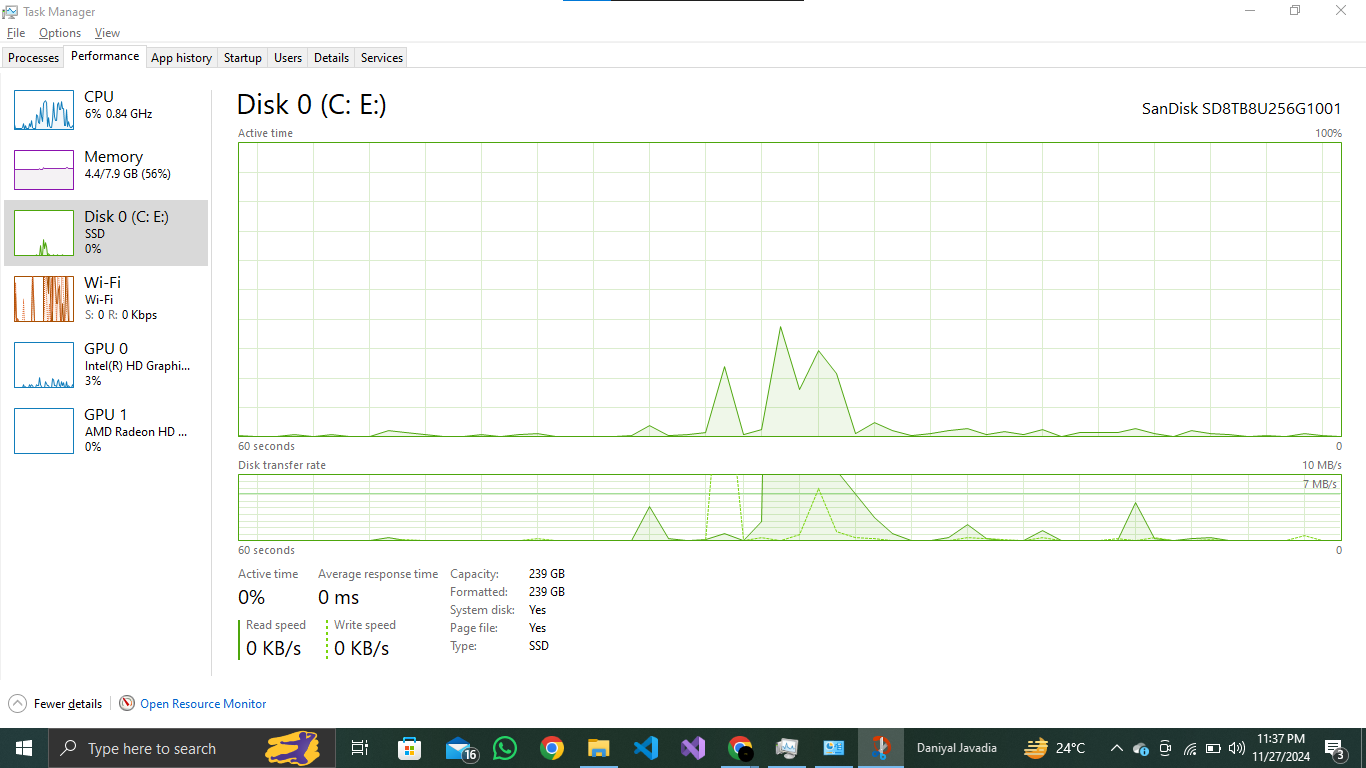 Task Manager
File Options View
Processes Performance App history Startup Users Details Services
CPU
6% 0.84 GHz
Memory
4.4/7.9 GB (56%)
Disk 0 (C: E:)
SSD
0%
Wi-Fi
Wi-Fi
S: 0 R: 0 Kbps
GPU 0
Intel(R) HD Graphi...
3%
GPU 1
AMD Radeon HD ...
0%
Disk 0 (C: E:)
SanDisk SD8TB8U256G1001
Active time 100%
60 seconds 0
Disk transfer rate 10 MB/s
7 MB/s
60 seconds 0
Active time
0%
Average response time
0 ms
Read speed
0 KB/s
Write speed
0 KB/s
Capacity: 239 GB
Formatted: 239 GB
System disk: Yes
Page file: Yes
Type: SSD
Fewer details Open Resource Monitor
Type here to search
16
Daniyal Javadia
24°C
11:37 PM
11/27/2024
3